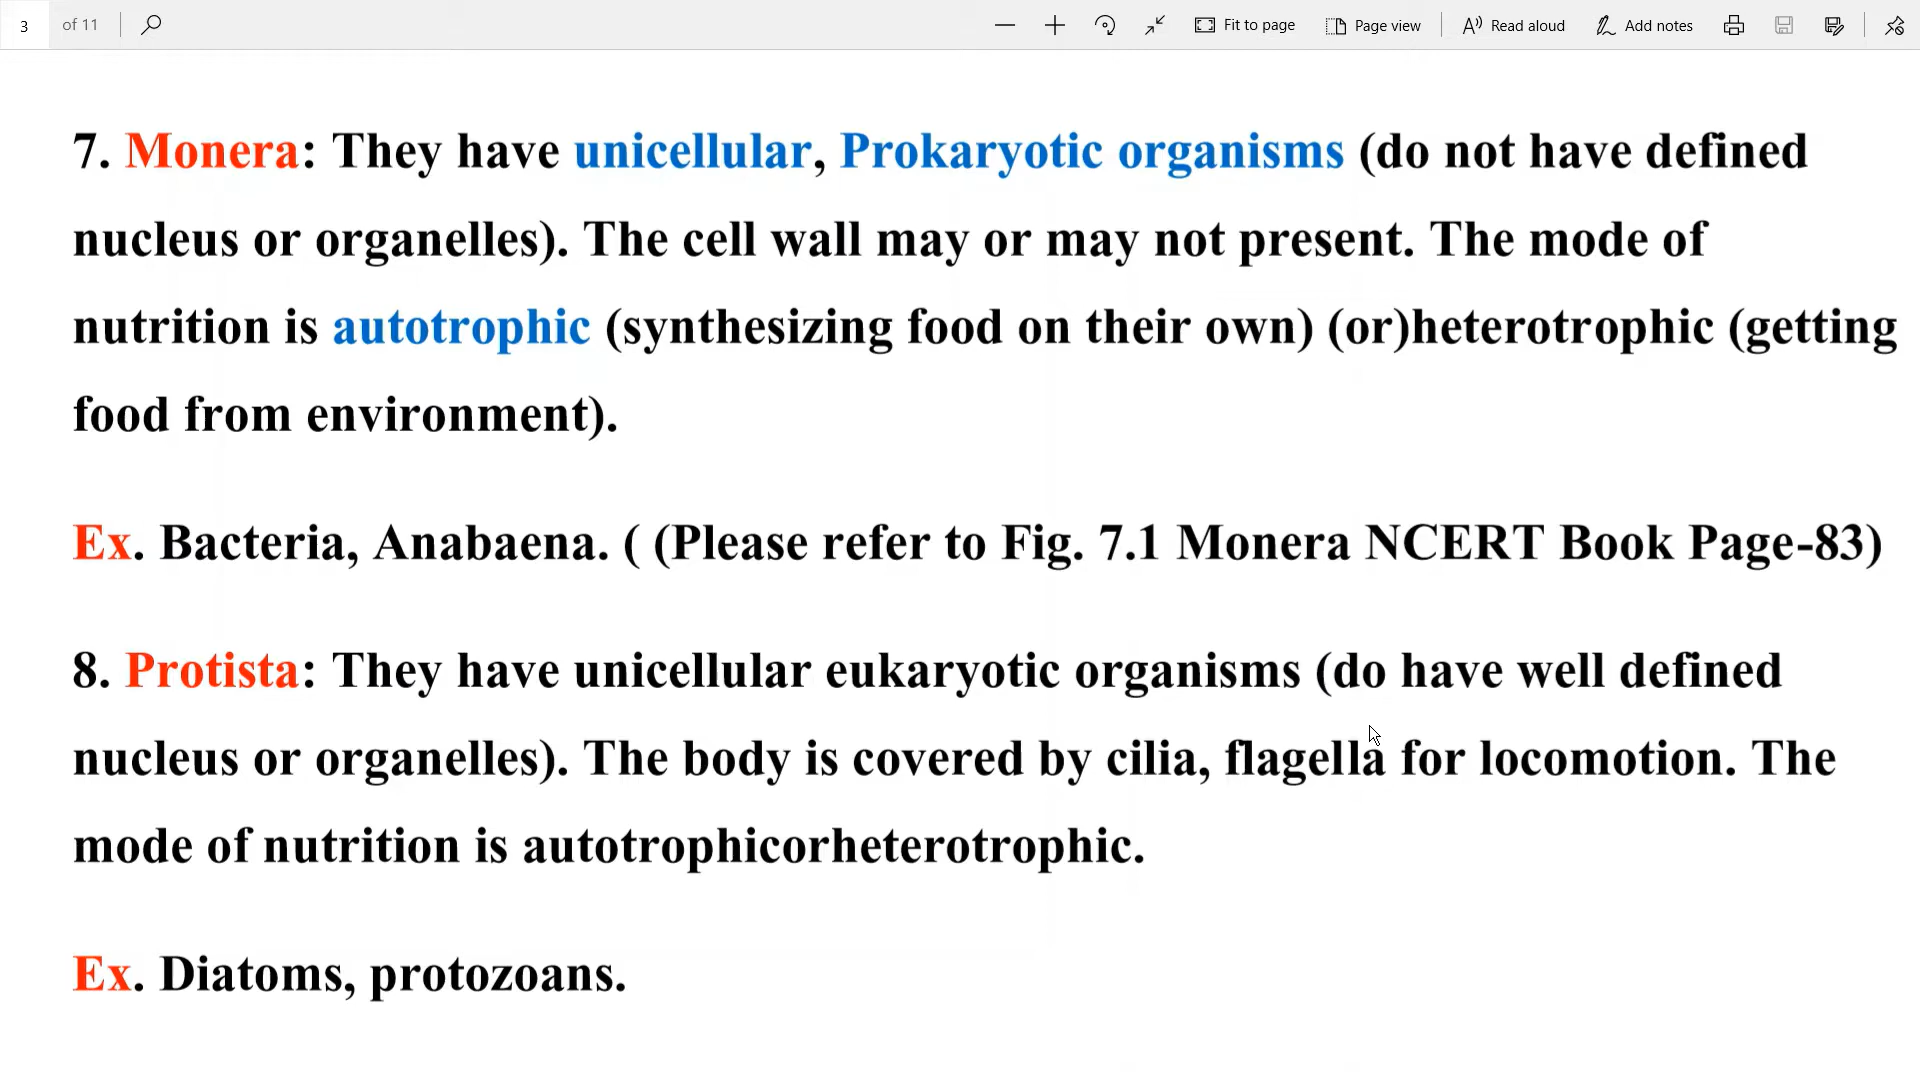 3 of 11 Fit to page Page view Read aloud Add notes
7. Monera: They have unicellular, Prokaryotic organisms (do not have defined
nucleus or organelles). The cell wall may or may not present. The mode of
nutrition is autotrophic (synthesizing food on their own) (or)heterotrophic (getting
food from environment).
Ex. Bacteria, Anabaena. ( (Please refer to Fig. 7.1 Monera NCERT Book Page-83)
8. Protista: They have unicellular eukaryotic organisms (do have well defined
nucleus or organelles). The body is covered by cilia, flagella for locomotion. The
mode of nutrition is autotrophicorheterotrophic.
Ex. Diatoms, protozoans.